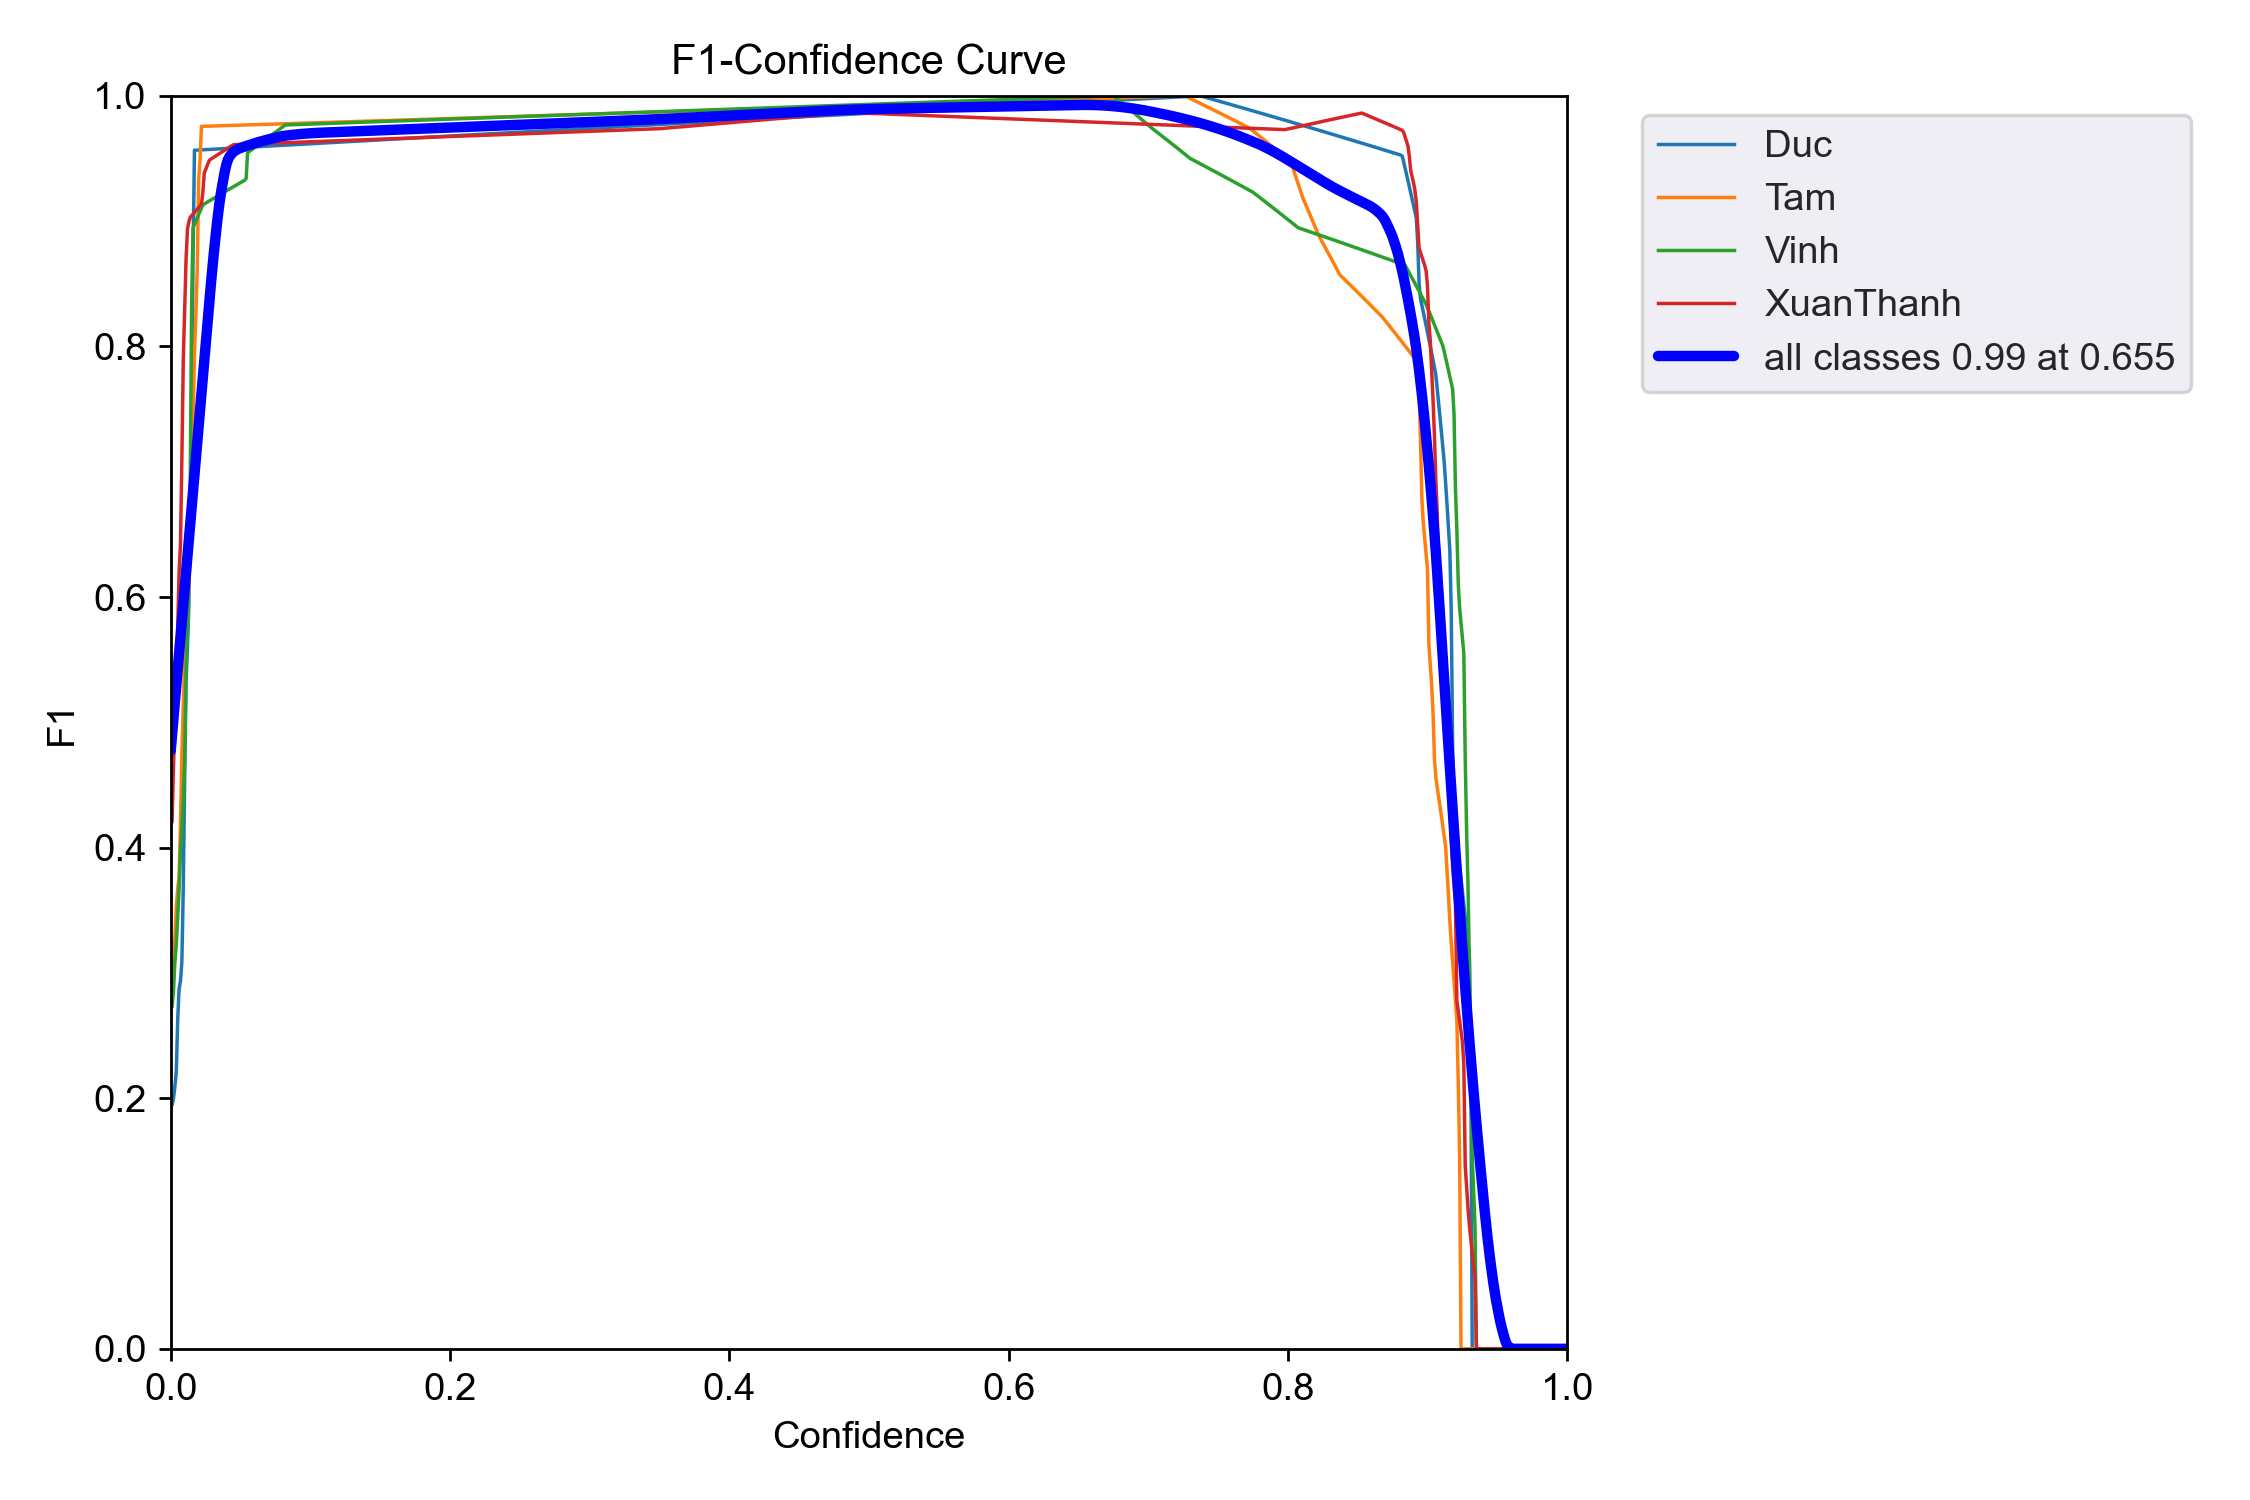 F1-Confidence Curve
1.0
0.8
0.6
0.4
0.2
0.0
F1
0.0 0.2 0.4 0.6 0.8 1.0
Confidence
Duc
Tam
Vinh
XuanThanh
all classes 0.99 at 0.655